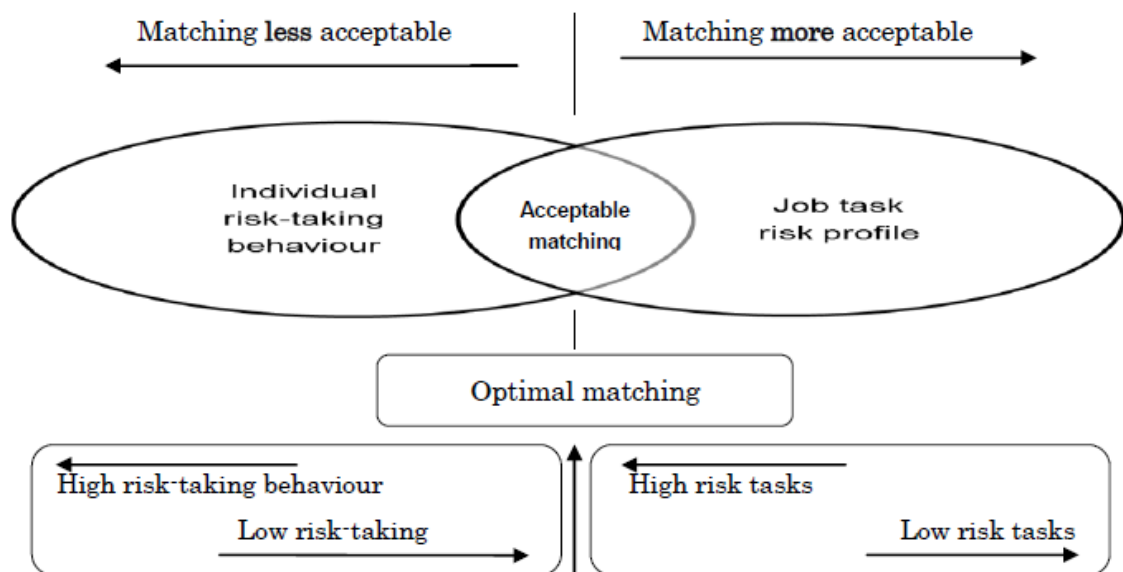 Matching less acceptable
Matching more acceptable
Individual
risk-taking
behaviour
Acceptable
matching
Job task
risk profile
Optimal matching
High risk-taking behaviour
Low risk-taking
High risk tasks
Low risk tasks